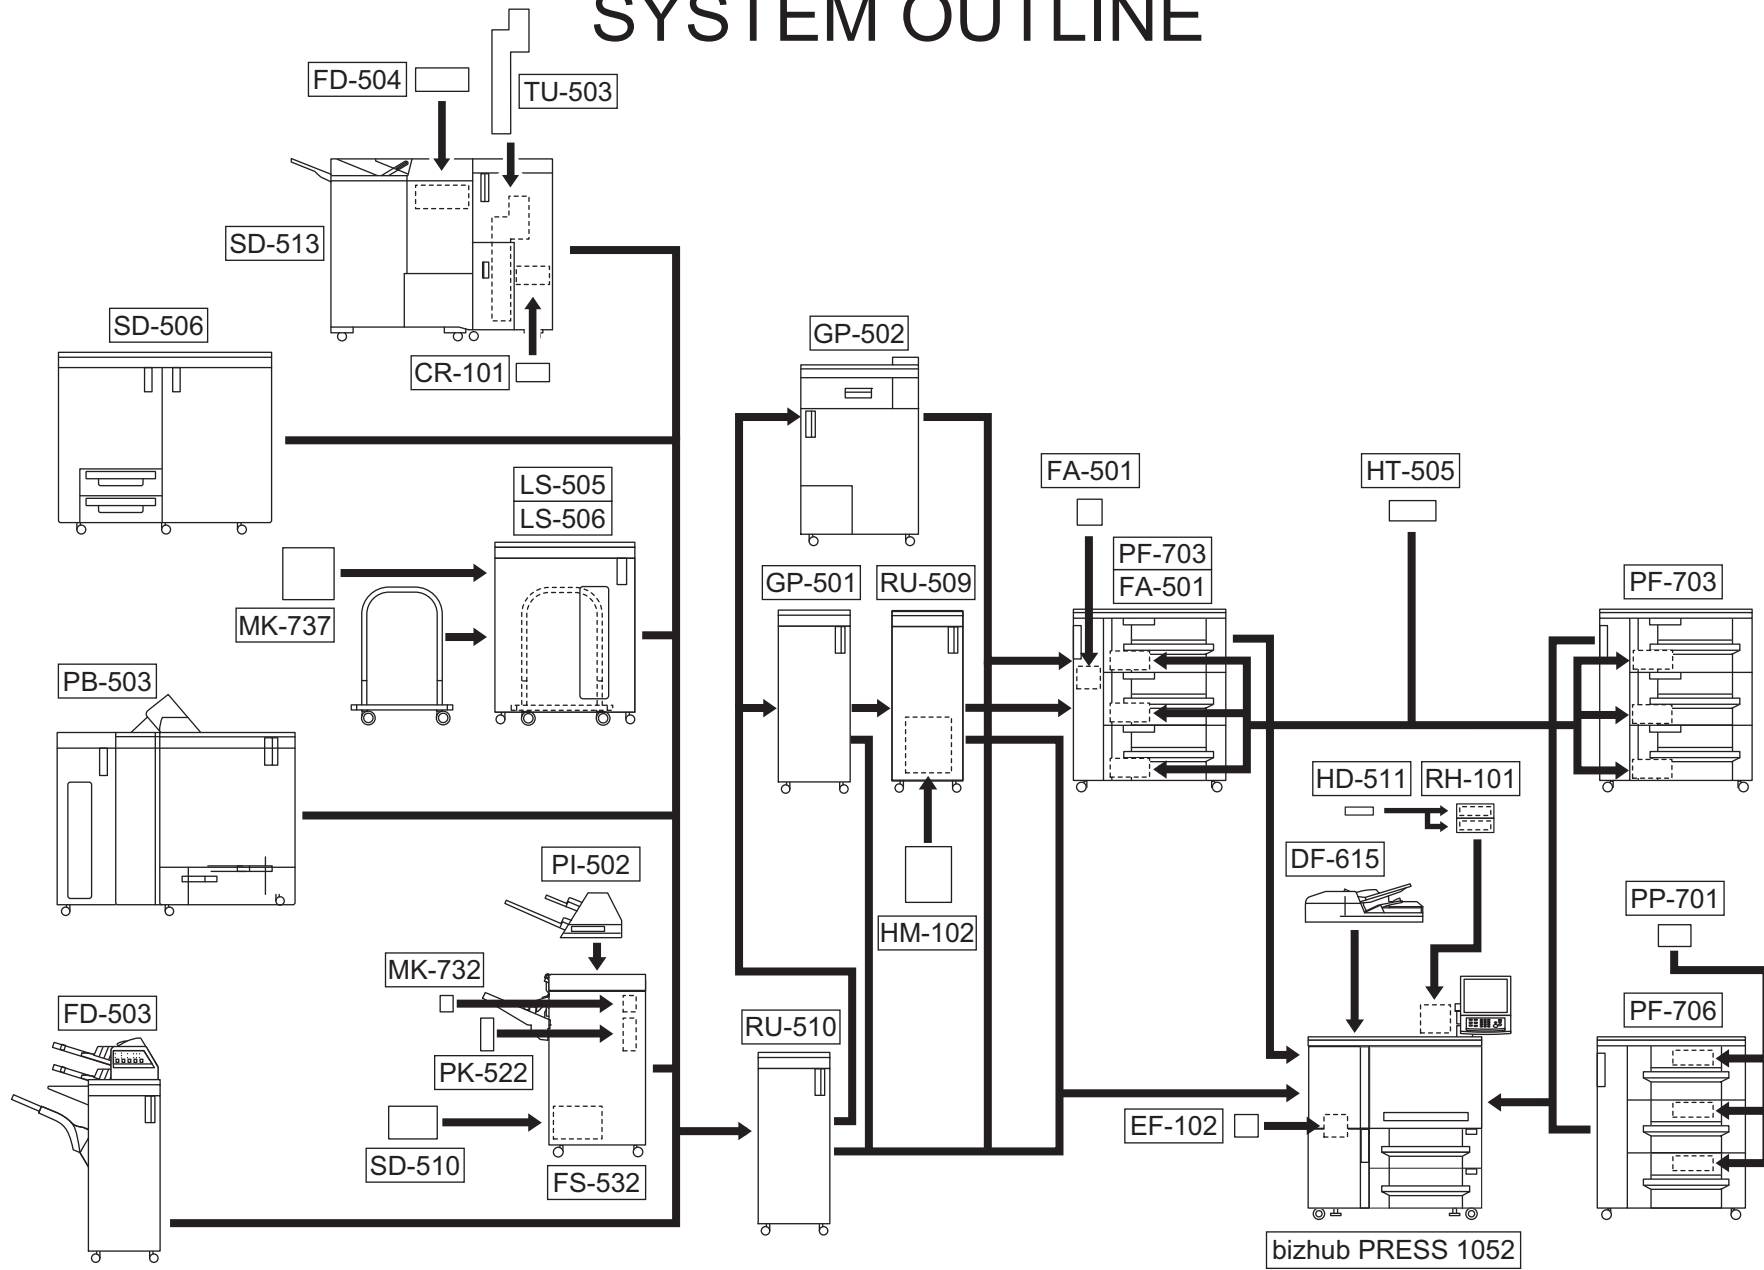 SYSTEM OUTLINE
FD-504
TU-503
SD-513
SD-506
CR-101
GP-502
LS-505
LS-506
FA-501
HT-505
MK-737
GP-501
RU-509
PF-703
FA-501
PF-703
PB-503
HD-511
RH-101
PI-502
DF-615
HM-102
PP-701
MK-732
FD-503
RU-510
PF-706
PK-522
EF-102
SD-510
FS-532
bizhub PRESS 1052